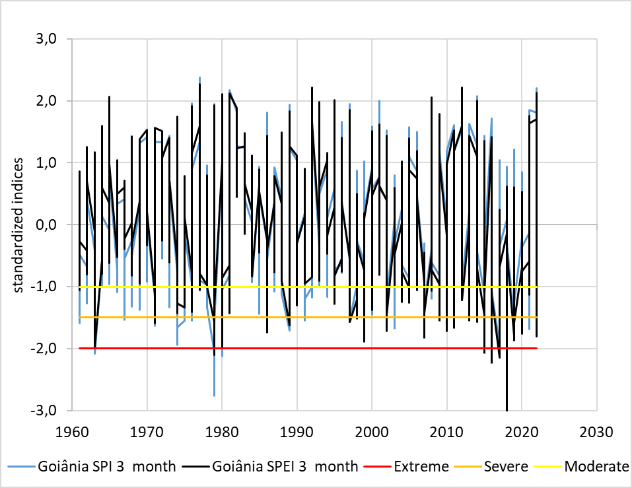 standardized indices
3,0
2,0
1,0
0,0
-1,0
-2,0
-3,0
1960 1970 1980 1990 2000 2010 2020 2030
Goiânia SPI 3 month Goiânia SPEI 3 month Extreme Severe Moderate